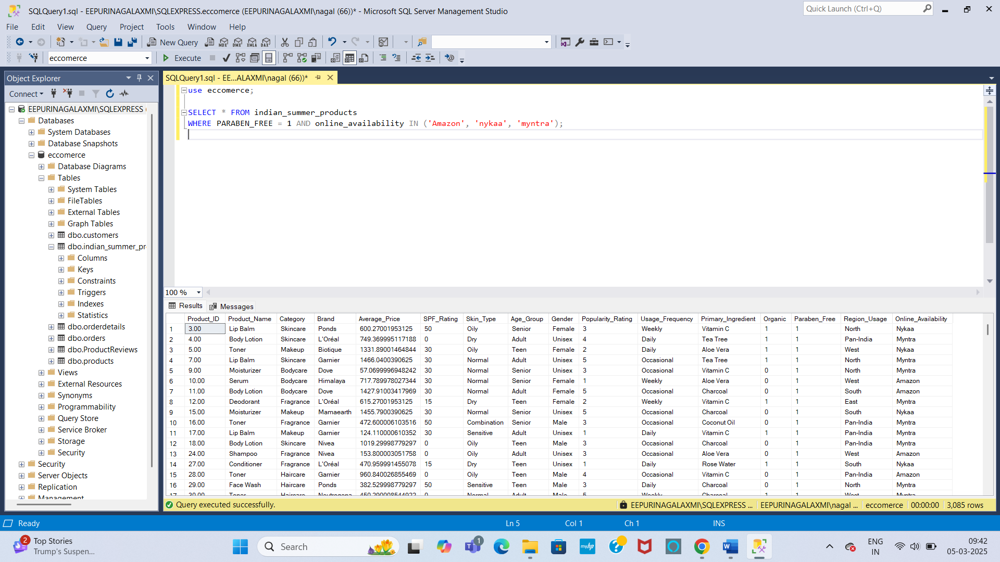 SQLQuery1.sql - EEPURINAGALAXMI\SQLEXPRESS.eccomerce (EEPURINAGALAXMI\nagal (66))* - Microsoft SQL Server Management Studio
Quick Launch (Ctrl+Q)
File Edit View Query Project Tools Window Help
New Query MDX DMX XMLA DAX
eccomerce Execute
Object Explorer
Connect
EEPURINAGALAXMI\SQLEXPRESS (
Databases
System Databases
Database Snapshots
eccomerce
Database Diagrams
Tables
System Tables
FileTables
External Tables
Graph Tables
dbo.customers
dbo.indian_summer_pr
Columns
Keys
Constraints
Triggers
Indexes
Statistics
dbo.orderdetails
dbo.orders
dbo.ProductReviews
dbo.products
Views
External Resources
Synonyms
Programmability
Query Store
Service Broker
Storage
Security
Security
Server Objects
Replication
Management
SQLQuery1.sql - EE...ALAXMI\nagal (66))*
use eccomerce;
SELECT * FROM indian_summer_products
WHERE PARABEN_FREE = 1 AND online_availability IN ('Amazon', 'nykaa', 'myntra');
100 %
Results Messages
Product_ID Product_Name Category Brand Average_Price SPF_Rating Skin_Type Age_Group Gender Popularity_Rating Usage_Frequency Primary_Ingredient Organic Paraben_Free Region_Usage Online_Availability
1 3.00 Lip Balm Skincare Ponds 600.27001953125 50 Oily Senior Female 3 Weekly Vitamin C 1 1 North Nykaa
2 4.00 Body Lotion Skincare L'Oréal 749.369995117188 0 Dry Adult Unisex 4 Daily Tea Tree 1 1 Pan-India Myntra
3 5.00 Toner Makeup Biotique 1331.89001464844 30 Oily Teen Female 2 Daily Aloe Vera 1 1 West Nykaa
4 7.00 Lip Balm Skincare Garnier 1466.0400390625 30 Normal Adult Unisex 5 Occasional Tea Tree 1 1 North Myntra
5 9.00 Moisturizer Bodycare Dove 57.0699996948242 30 Normal Senior Unisex 3 Occasional Vitamin C 0 1 North Myntra
6 10.00 Serum Bodycare Himalaya 717.789978027344 30 Normal Senior Female 1 Weekly Aloe Vera 0 1 West Amazon
7 11.00 Body Lotion Bodycare Dove 1427.91003417969 30 Normal Adult Female 5 Occasional Charcoal 0 1 South Amazon
8 12.00 Deodorant Fragrance L'Oréal 615.27001953125 15 Dry Teen Female 2 Weekly Vitamin C 1 1 East Myntra
9 15.00 Moisturizer Makeup Mamaearth 1455.7900390625 30 Normal Senior Unisex 5 Occasional Charcoal 0 1 South Nykaa
10 16.00 Toner Fragrance Garnier 472.600006103516 50 Combination Senior Male 3 Occasional Coconut Oil 0 1 Pan-India Myntra
11 17.00 Lip Balm Makeup Garnier 124.110000610352 30 Sensitive Adult Unisex 1 Daily Vitamin C 1 1 Pan-India Myntra
12 18.00 Body Lotion Skincare Nivea 1019.29998779297 0 Oily Teen Male 3 Occasional Charcoal 0 1 Pan-India Myntra
13 24.00 Shampoo Fragrance Nivea 153.800003051758 0 Oily Adult Unisex 3 Occasional Aloe Vera 0 1 West Amazon
14 27.00 Conditioner Fragrance L'Oréal 470.959991455078 15 Dry Teen Unisex 1 Daily Rose Water 1 1 South Nykaa
15 28.00 Toner Haircare Garnier 960.840026855469 0 Oily Teen Male 4 Occasional Vitamin C 0 1 Pan-India Amazon
16 29.00 Face Wash Haircare Ponds 382.529998779297 50 Sensitive Teen Male 3 Daily Charcoal 0 1 North Myntra
17 30.00 Toner Haircare Neutrogena 450.290008544922 0 Normal Adult Male 5 Weekly Charcoal 1 1 West Myntra
Query executed successfully. EEPURINAGALAXMI\SQLEXPRESS ... EEPURINAGALAXMI\nagal ... eccomerce 00:00:00 3,085 rows
Ready Ln 5 Col 1 Ch 1 INS
2 Top Stories
Trump's Suspen...
Search
1
myhp
ENG
IN
09:42
05-03-2025